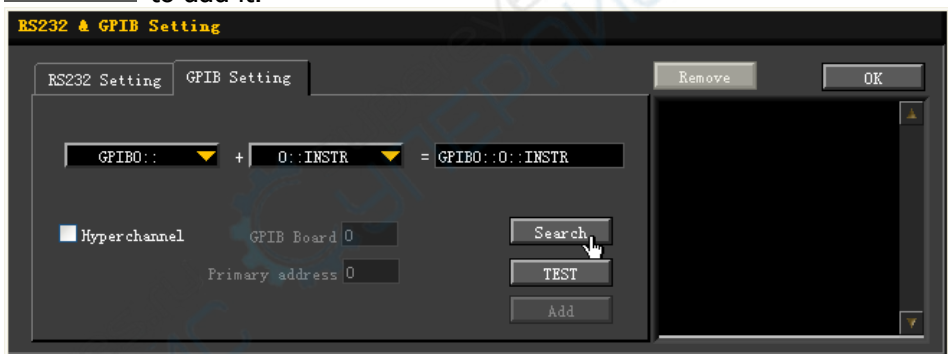 to add it.
RS232 & GPIB Setting
RS232 Setting GPIB Setting Remove OK
GPIB0:: + 0::INSTR = GPIB0::0::INSTR
Hyperchannel GPIB Board 0 Search
Primary address 0 TEST
Add